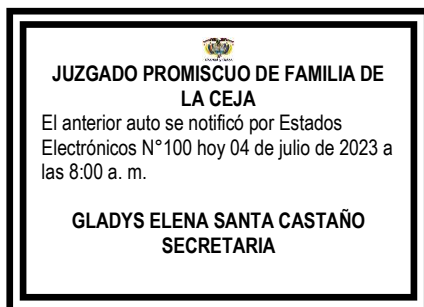 JUZGADO PROMISCUO DE FAMILIA DE
LA CEJA
El anterior auto se notificó por Estados
Electrónicos N°100 hoy 04 de julio de 2023 a
las 8:00 a. m.
GLADYS ELENA SANTA CASTAÑO
SECRETARIA